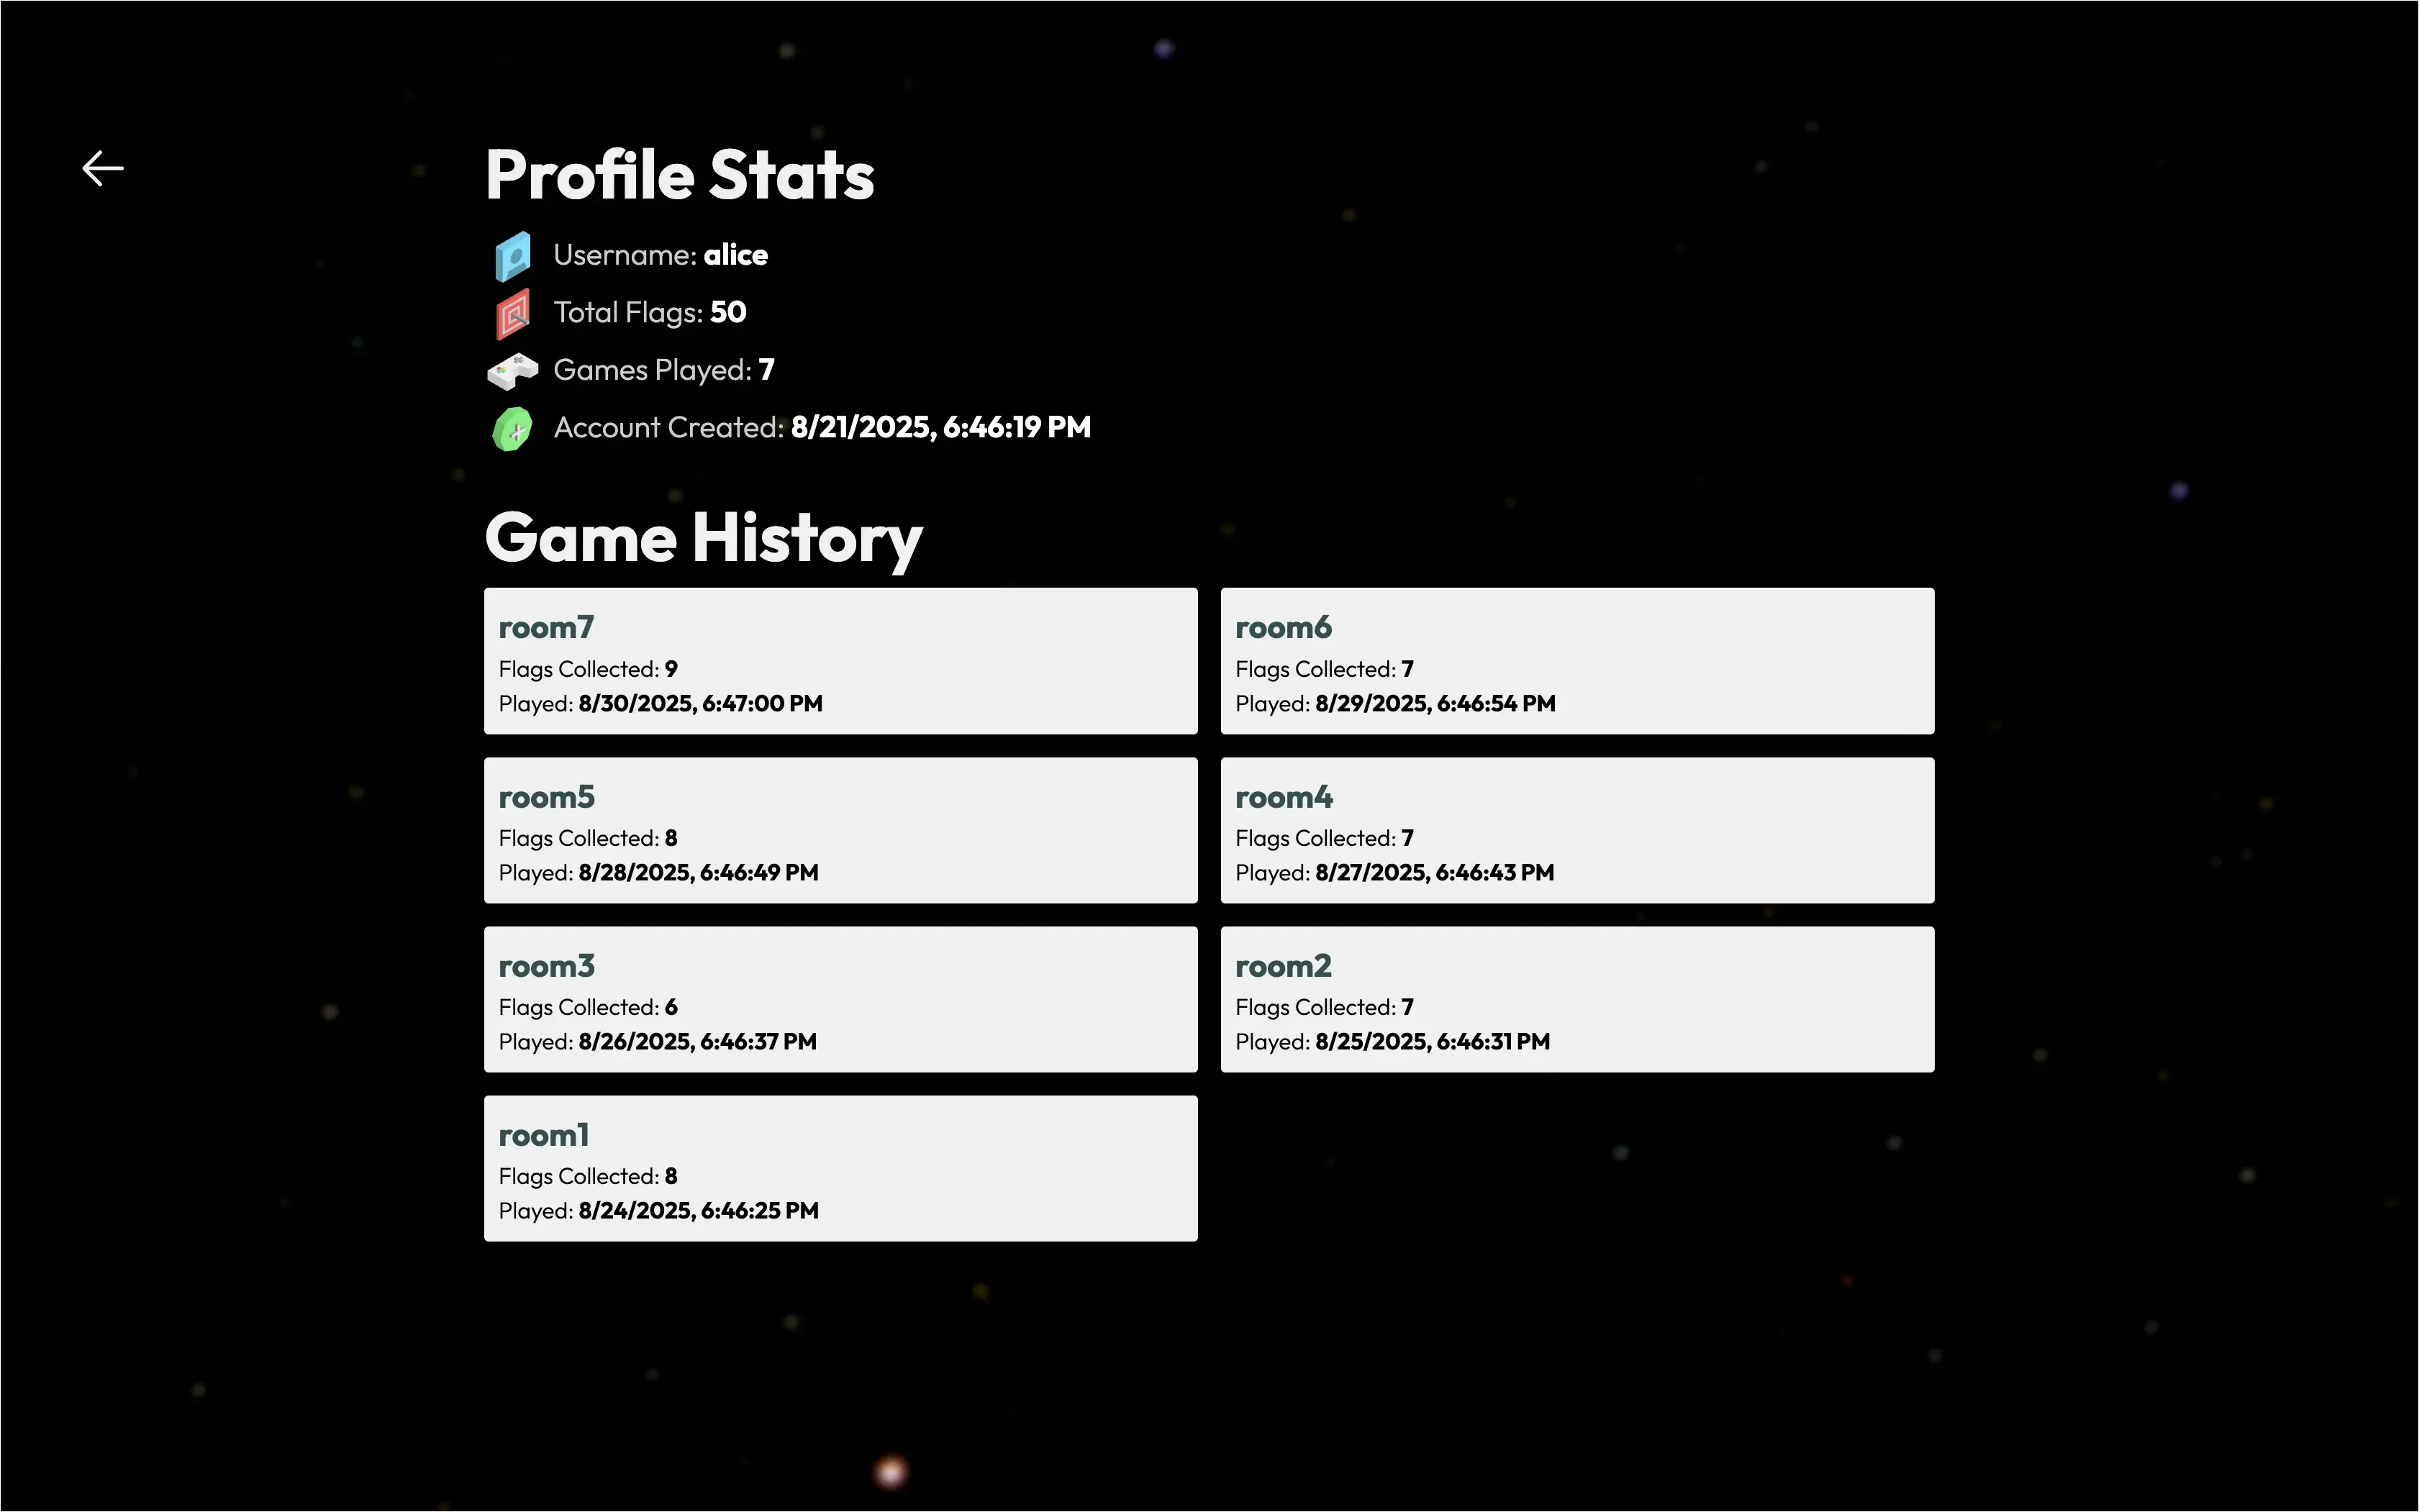 Profile Stats
Username: alice
Total Flags: 50
Games Played: 7
Account Created: 8/21/2025, 6:46:19 PM
Game History
room7
Flags Collected: 9
Played: 8/30/2025, 6:47:00 PM
room6
Flags Collected: 7
Played: 8/29/2025, 6:46:54 PM
room5
Flags Collected: 8
Played: 8/28/2025, 6:46:49 PM
room4
Flags Collected: 7
Played: 8/27/2025, 6:46:43 PM
room3
Flags Collected: 6
Played: 8/26/2025, 6:46:37 PM
room2
Flags Collected: 7
Played: 8/25/2025, 6:46:31 PM
room1
Flags Collected: 8
Played: 8/24/2025, 6:46:25 PM